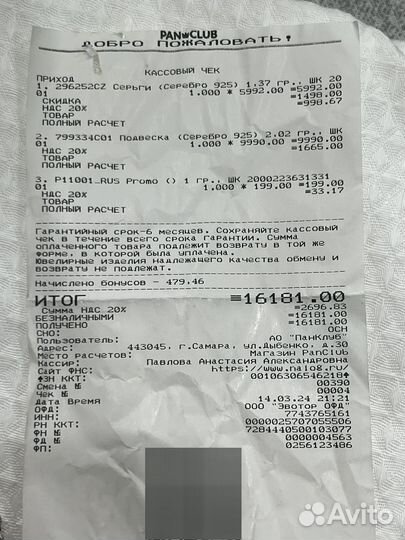 PAN CLUB
ДОБРО ПОЖАЛОВАТЬ!
КАССОВЫЙ ЧЕК
ПРИХОД
1. 296252CZ Серьги (Серебро 925) 1.37 гр., ШК 20
01 1.000 * 5992.00 =5992.00
СКИДКА =1498.00
НДС 20% =998.67
ТОВАР
ПОЛНЫЙ РАСЧЕТ
2. 799334C01 Подвеска (Серебро 925) 2.02 гр., Ш
01 1.000 * 9990.00 =9990.00
НДС 20% =1665.00
ТОВАР
ПОЛНЫЙ РАСЧЕТ
3. P11001_RUS Promo () 1 гр., ШК 2000223631331
01 1.000 * 199.00 =199.00
НДС 20% =33.17
ТОВАР
ПОЛНЫЙ РАСЧЕТ
Гарантийный срок-6 месяцев. Сохраняйте кассовый
чек в течение всего срока гарантии. Сумма
оплаченного товара подлежит возврату в той же
форме, в которой была уплачена.
Ювелирные изделия надлежащего качества обмену и
возврату не подлежат.
Начислено бонусов - 479.46
ИТОГ =16181.00
Сумма НДС 20% =2696.83
БЕЗНАЛИЧНЫМИ =16181.00
ПОЛУЧЕНО =16181.00
СНО: ОСН
Пользователь: АО "ПанКлуб"
Адрес: 443045, г.Самара, ул.Дыбенко, д.30
Место расчетов: Магазин PanClub
Кассир: Павлова Анастасия Александровна
Сайт ФНС: https://www.nalog.ru/
ЗН ККТ: 00106306546218
Смена № 00390
Чек № 00004
Дата Время 14.03.24 21:21
ОФД: ООО "Эвотор ОФД"
ИНН: 7743765161
РН ККТ: 0000025707055506
ФН № 7284440500103077
ФД № 0000004563
ФП: 0256123486
Avito